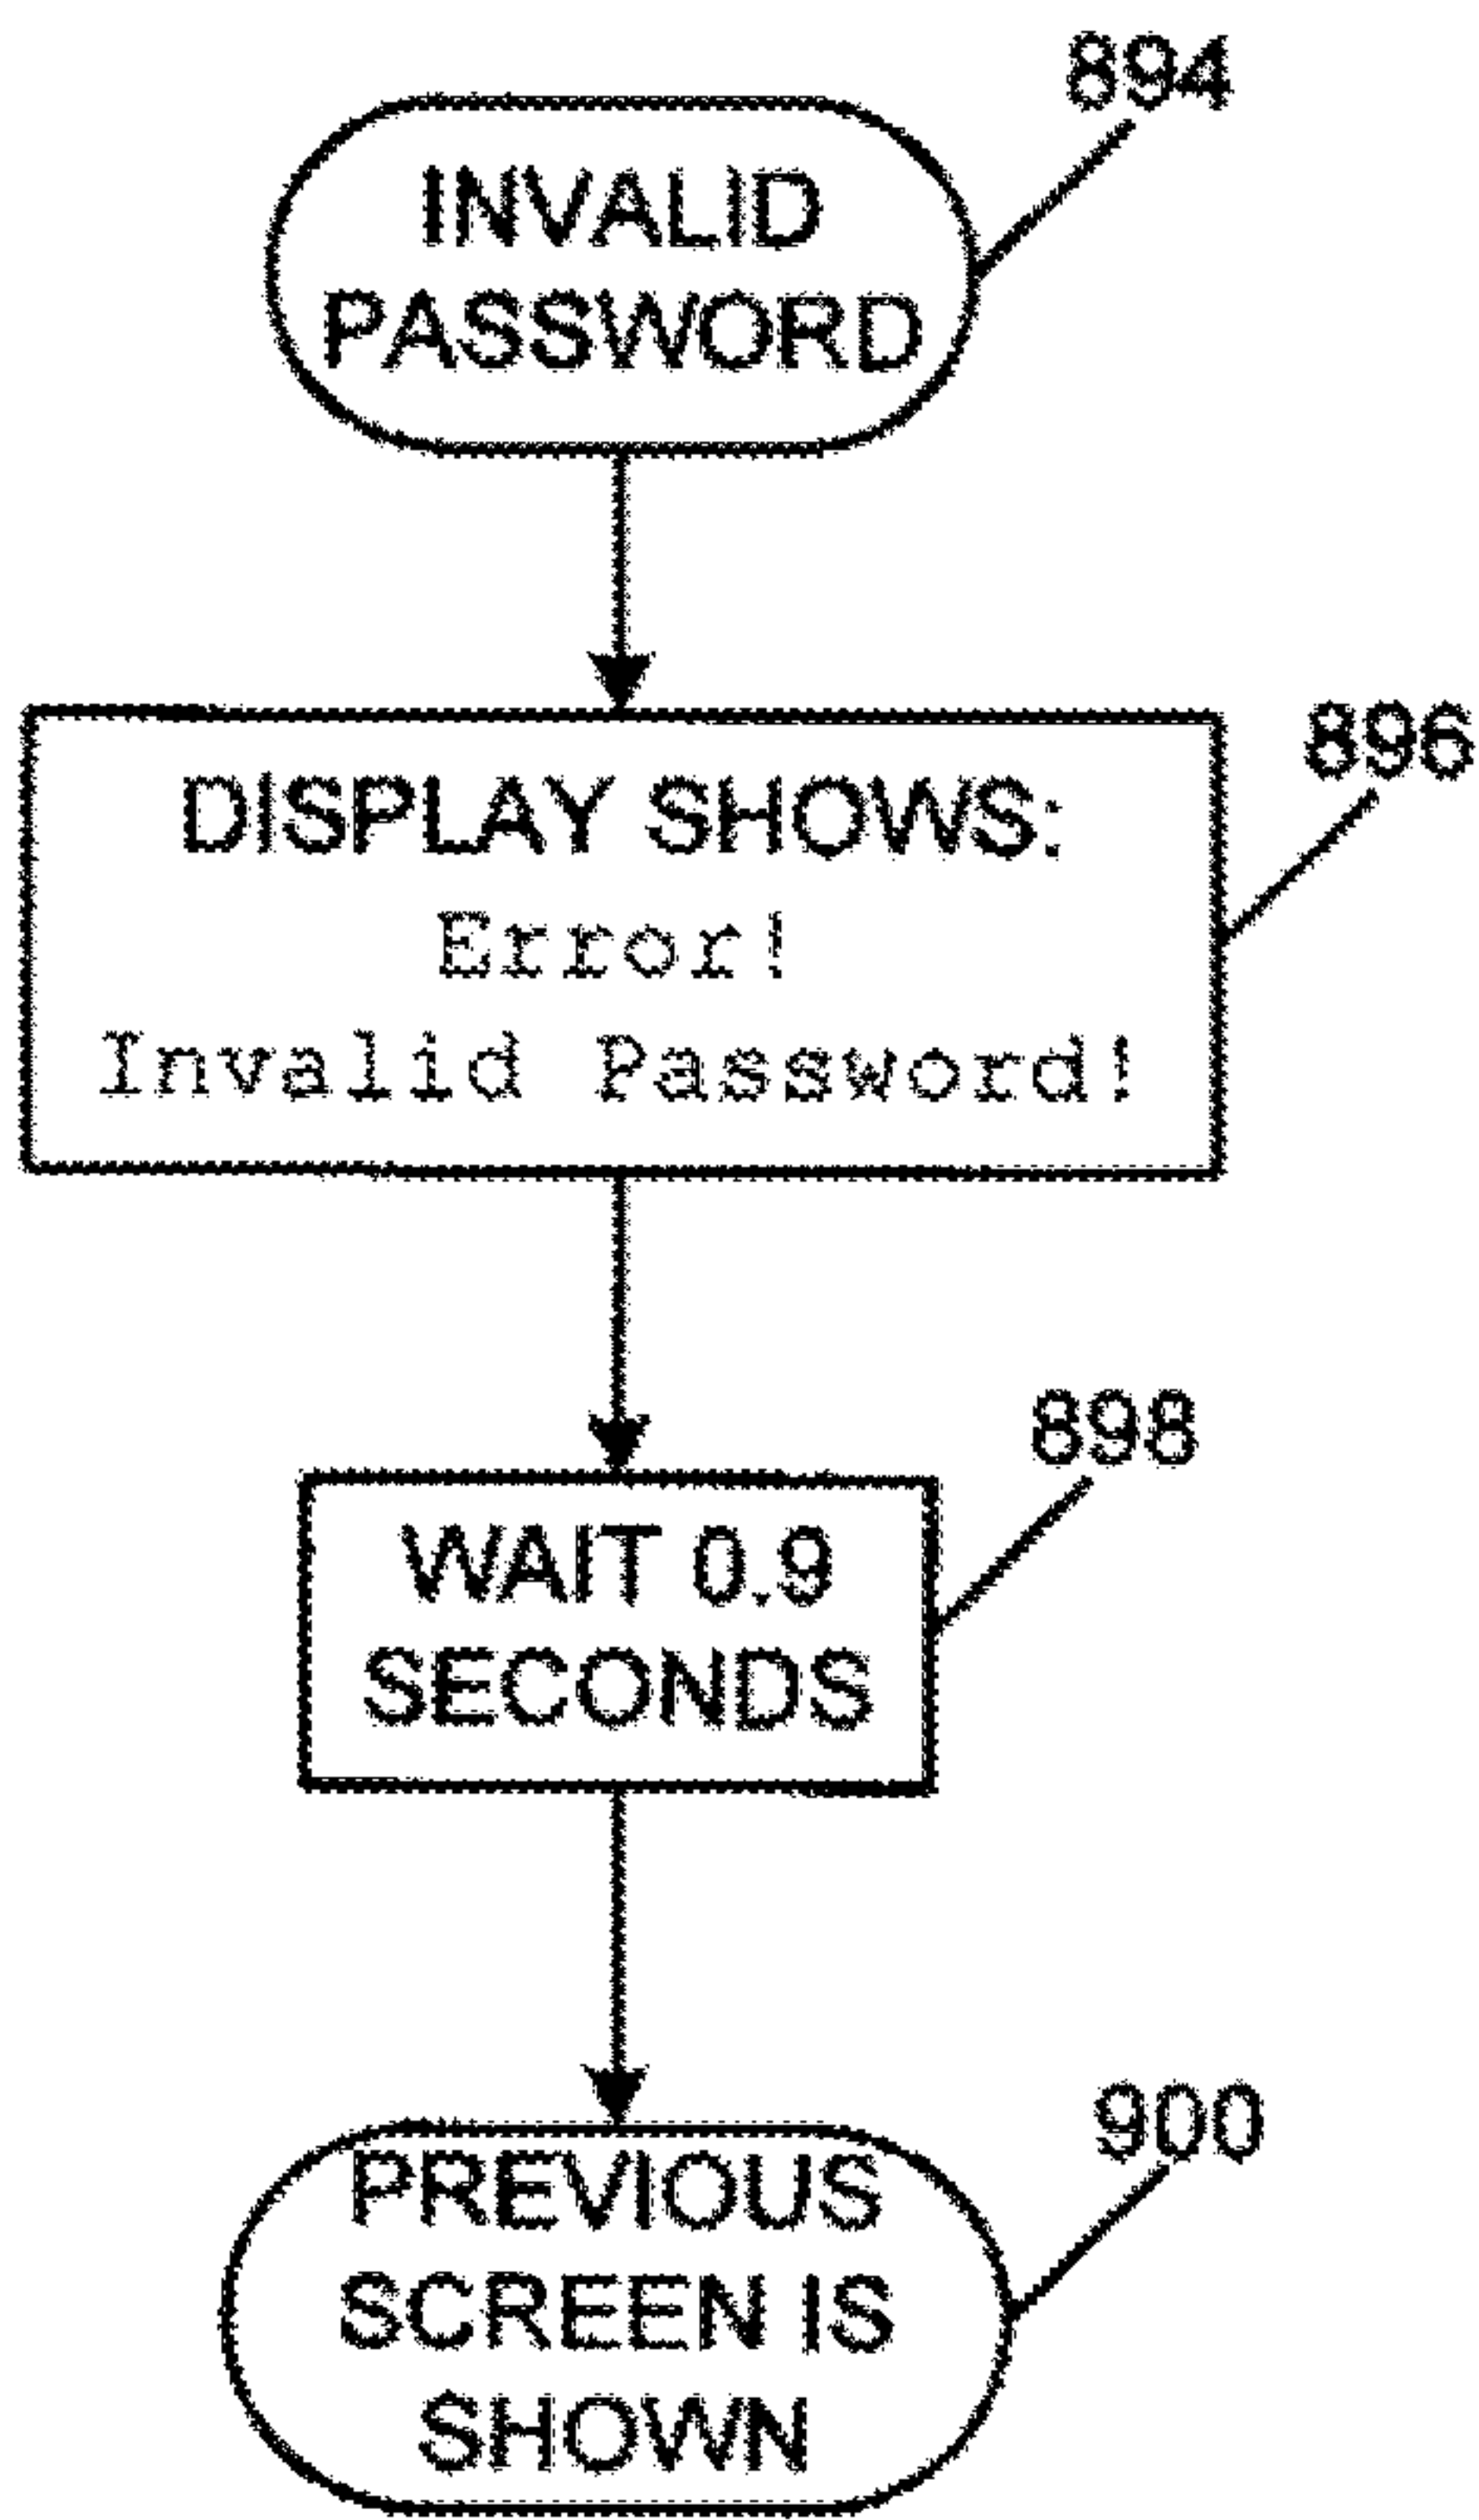 894
INVALID
PASSWORD
896
DISPLAY SHOWS:
Error!
Invalid Password!
898
WAIT 0.9
SECONDS
900
PREVIOUS
SCREEN IS
SHOWN